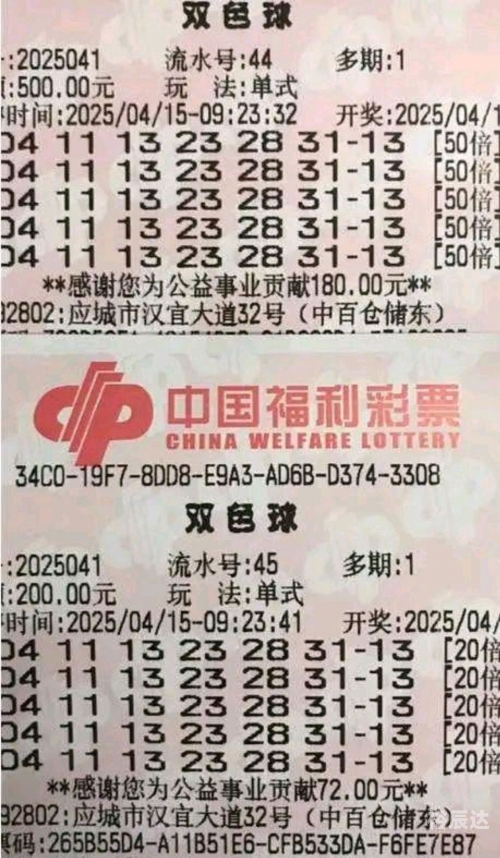 双色球
:2025041 流水号:44 多期:1
:500.00元 玩 法:单式
时间:2025/04/15-09:23:32 开奖:2025/04/1
04 11 13 23 28 31-13 [50倍]
04 11 13 23 28 31-13 [50倍]
04 11 13 23 28 31-13 [50倍]
04 11 13 23 28 31-13 [50倍]
04 11 13 23 28 31-13 [50倍]
**感谢您为公益事业贡献180.00元**
92802:应城市汉宜大道32号(中百仓储东)
中国福利彩票
CHINA WELFARE LOTTERY
34C0-19F7-8DD8-E9A3-AD6B-D374-3308
双色球
:2025041 流水号:45 多期:1
:200.00元 玩 法:单式
时间:2025/04/15-09:23:41 开奖:2025/04/
04 11 13 23 28 31-13 [20倍
04 11 13 23 28 31-13 [20倍
04 11 13 23 28 31-13 [20倍
04 11 13 23 28 31-13 [20倍
04 11 13 23 28 31-13 [20倍
**感谢您为公益事业贡献72.00元**
92802:应城市汉宜大道32号(中百仓储东)
票码:265B55D4-A11B51E6-CFB533DA-F6FE7E87